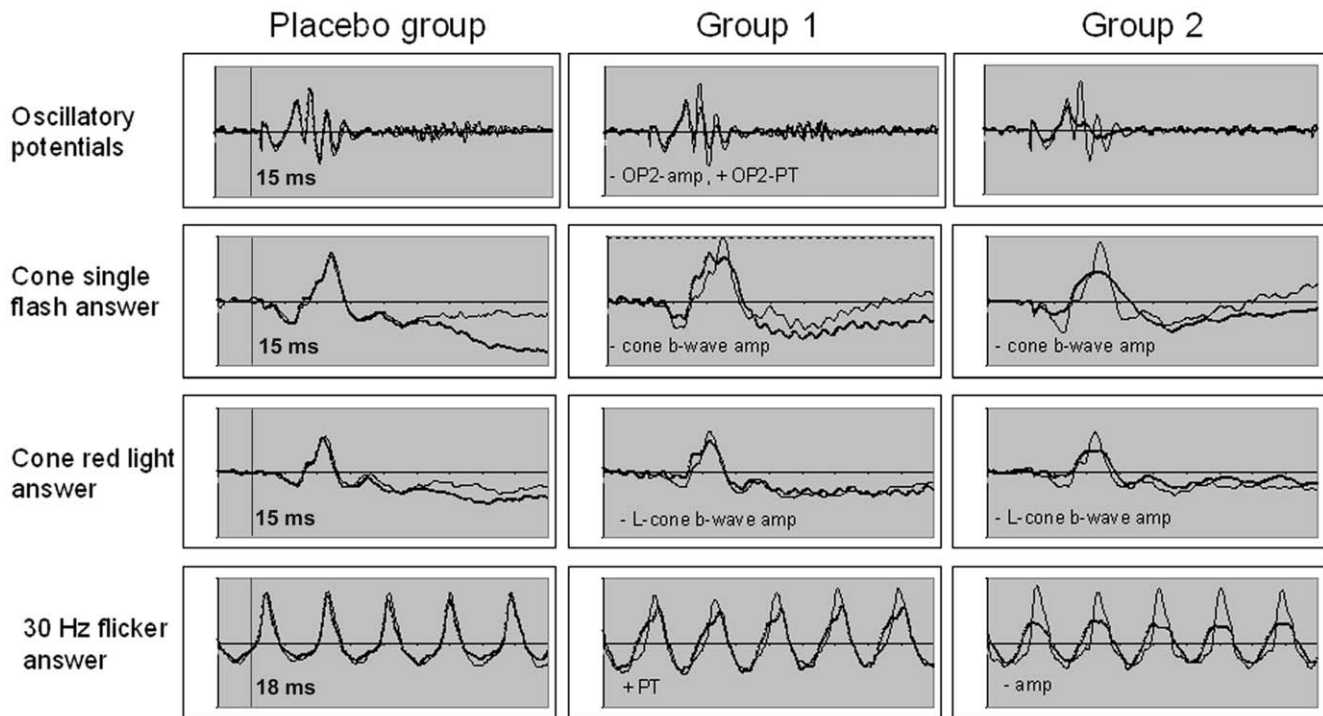 Placebo group
Group 1
Group 2
Oscillatory
potentials
15 ms
- OP2-amp, + OP2-PT
Cone single
flash answer
15 ms
- cone b-wave amp
- cone b-wave amp
Cone red light
answer
15 ms
- L-cone b-wave amp
- L-cone b-wave amp
30 Hz flicker
answer
18 ms
+ PT
- amp